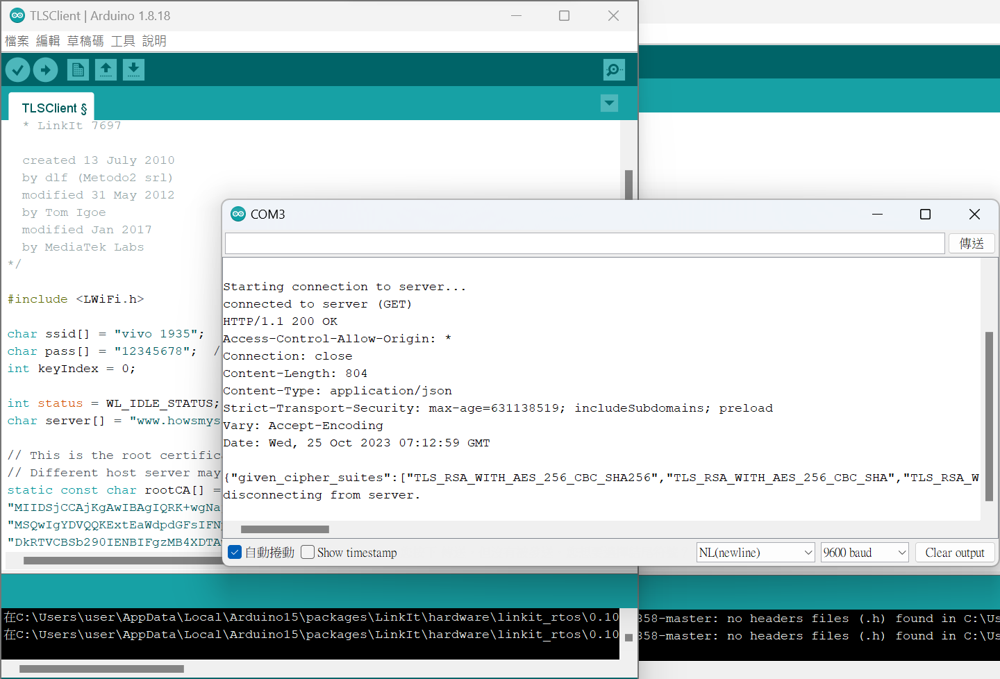 TLSClient | Arduino 1.8.18
檔案 編輯 草稿碼 工具 說明
TLSClient §
* LinkIt 7697
created 13 July 2010
by dlf (Metodo2 srl)
modified 31 May 2012
by Tom Igoe
modified Jan 2017
by MediaTek Labs
*/
#include <LWiFi.h>
char ssid[] = "vivo 1935";
char pass[] = "12345678";  /
int keyIndex = 0;
int status = WL_IDLE_STATUS;
char server[] = "www.howsmys
// This is the root certific
// Different host server may
static const char rootCA[] =
"MIIDSjCCAjKgAwIBAgIQRK+wgNa
"MSQwIgYDVQQKExtEaWdpdGFsIFN
"DkRTVCBSb290IENBIFgzMB4XDTA
COM3
傳送
Starting connection to server...
connected to server (GET)
HTTP/1.1 200 OK
Access-Control-Allow-Origin: *
Connection: close
Content-Length: 804
Content-Type: application/json
Strict-Transport-Security: max-age=631138519; includeSubdomains; preload
Vary: Accept-Encoding
Date: Wed, 25 Oct 2023 07:12:59 GMT
{"given_cipher_suites":["TLS_RSA_WITH_AES_256_CBC_SHA256","TLS_RSA_WITH_AES_256_CBC_SHA","TLS_RSA_W
disconnecting from server.
自動捲動 Show timestamp NL(newline) 9600 baud Clear output
在C:\Users\user\AppData\Local\Arduino15\packages\LinkIt\hardware\linkit_rtos\0.10
在C:\Users\user\AppData\Local\Arduino15\packages\LinkIt\hardware\linkit_rtos\0.10
358-master: no headers files (.h) found in C:\Us
358-master: no headers files (.h) found in C:\Us